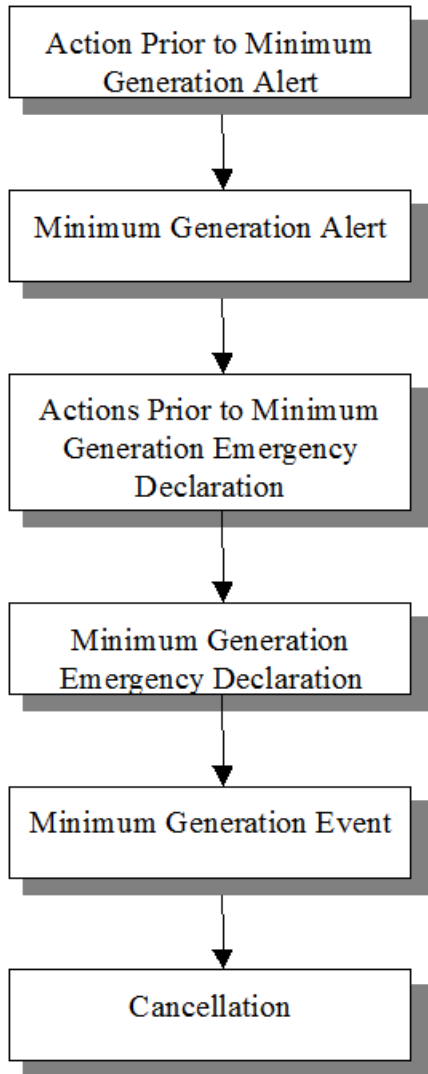 Action Prior to Minimum
Generation Alert
Minimum Generation Alert
Actions Prior to Minimum
Generation Emergency
Declaration
Minimum Generation
Emergency Declaration
Minimum Generation Event
Cancellation